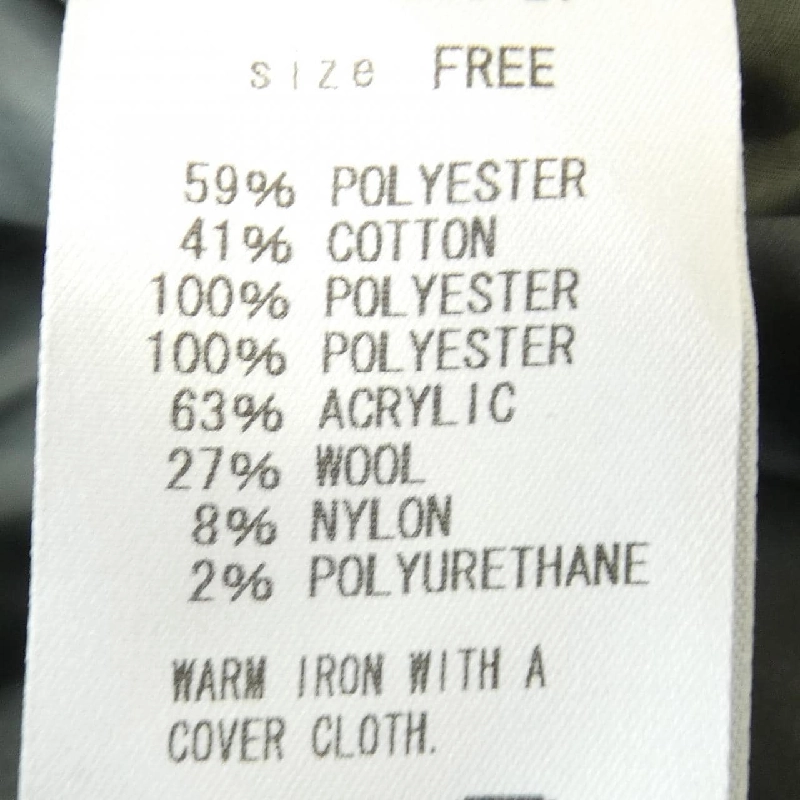 size FREE
59% POLYESTER
41% COTTON
100% POLYESTER
100% POLYESTER
63% ACRYLIC
27% WOOL
8% NYLON
2% POLYURETHANE
WARM IRON WITH A
COVER CLOTH.